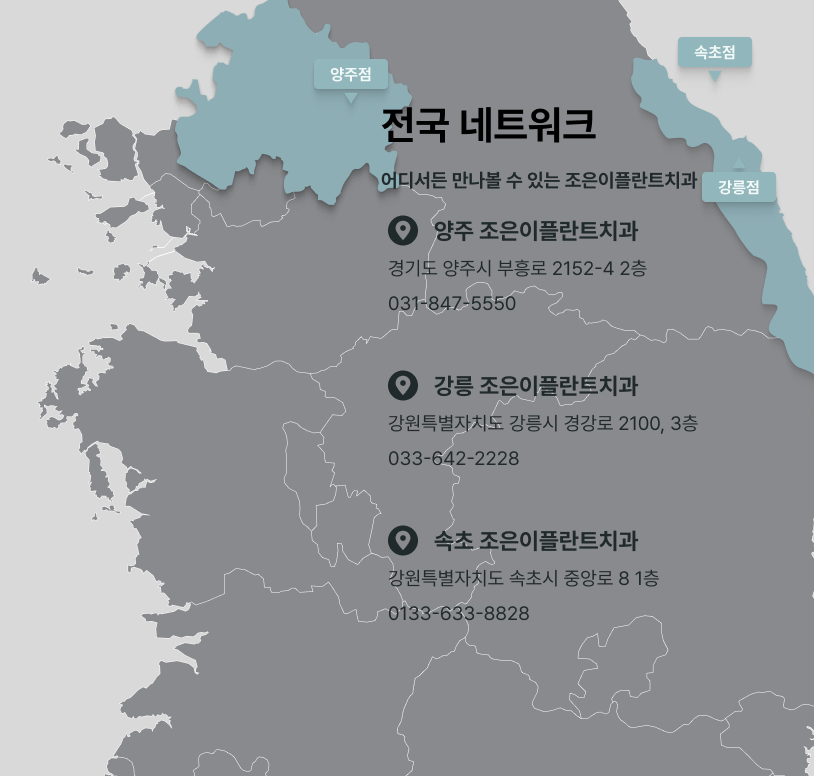 양주점
속초점
전국 네트워크
어디서든 만나볼 수 있는 조은이플란트치과
강릉점
양주 조은이플란트치과
경기도 양주시 부흥로 2152-4 2층
031-847-5550
강릉 조은이플란트치과
강원특별자치도 강릉시 경강로 2100, 3층
033-642-2228
속초 조은이플란트치과
강원특별자치도 속초시 중앙로 8 1층
0133-633-8828